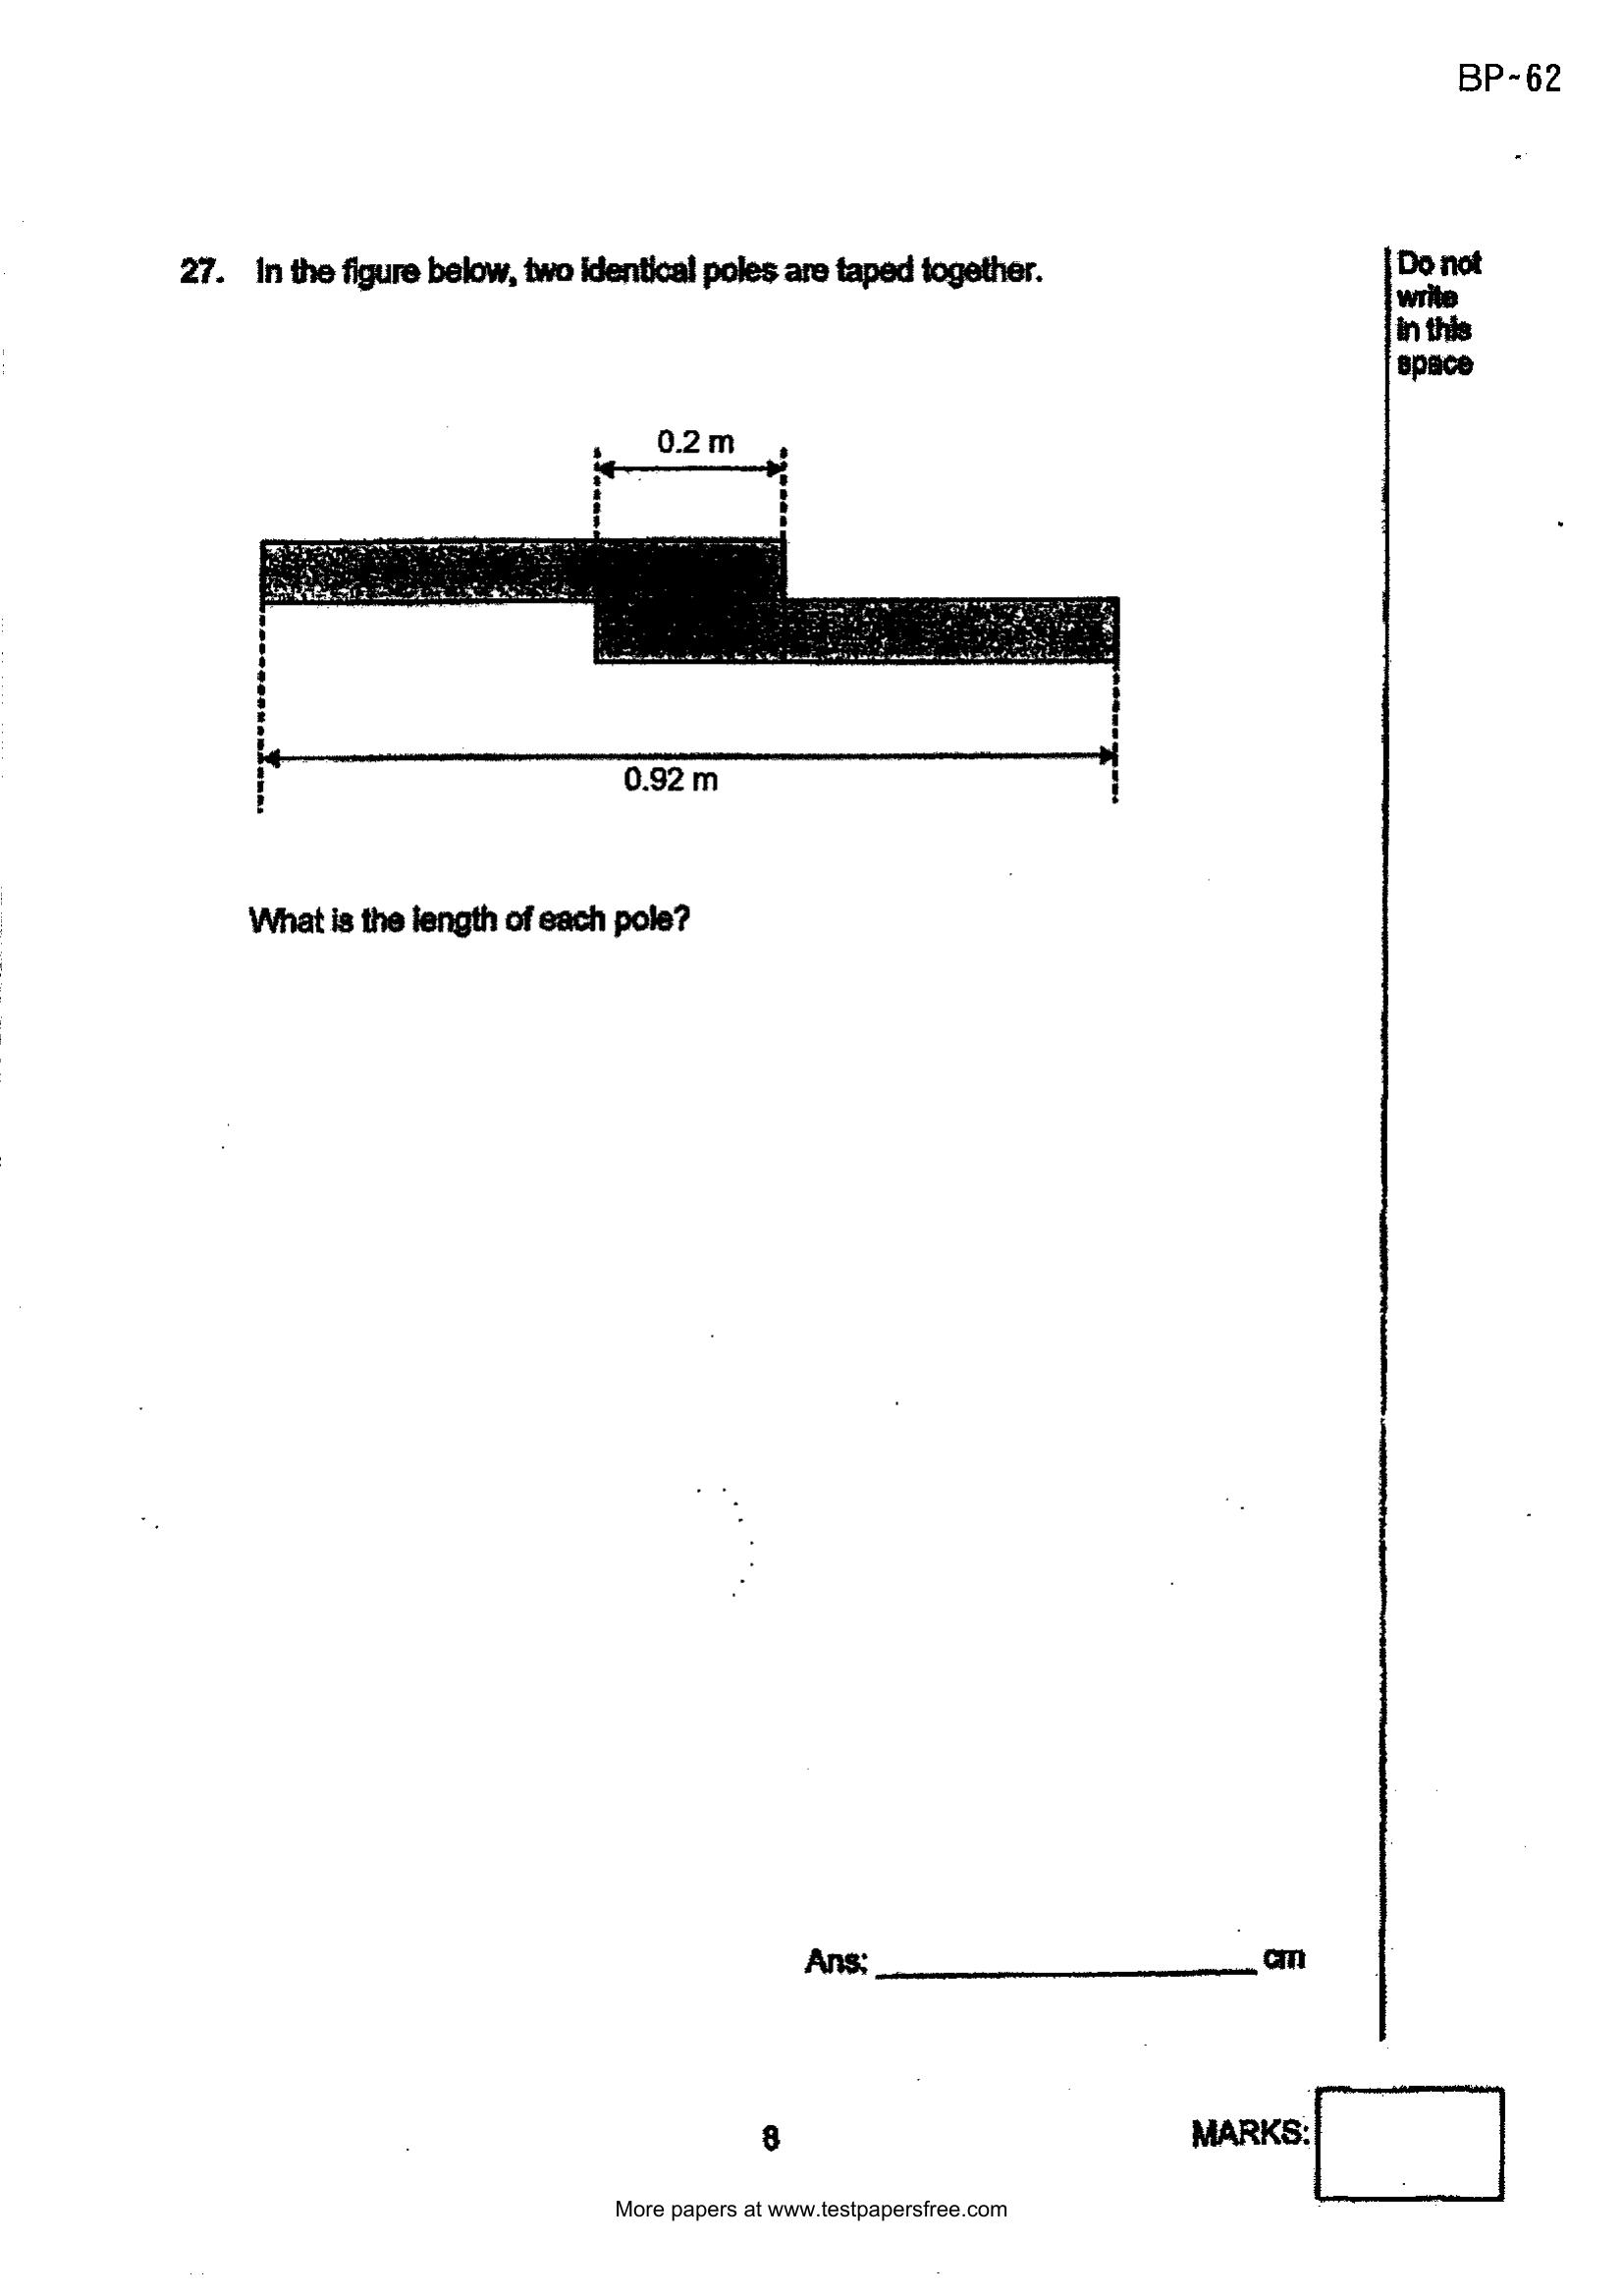 BP-62
27. In the figure below, two identical poles are taped together.
Do not
write
in this
space
0.2 m
0.92 m
What is the length of each pole?
Ans: ____________ cm
8
MARKS:
More papers at www.testpapersfree.com